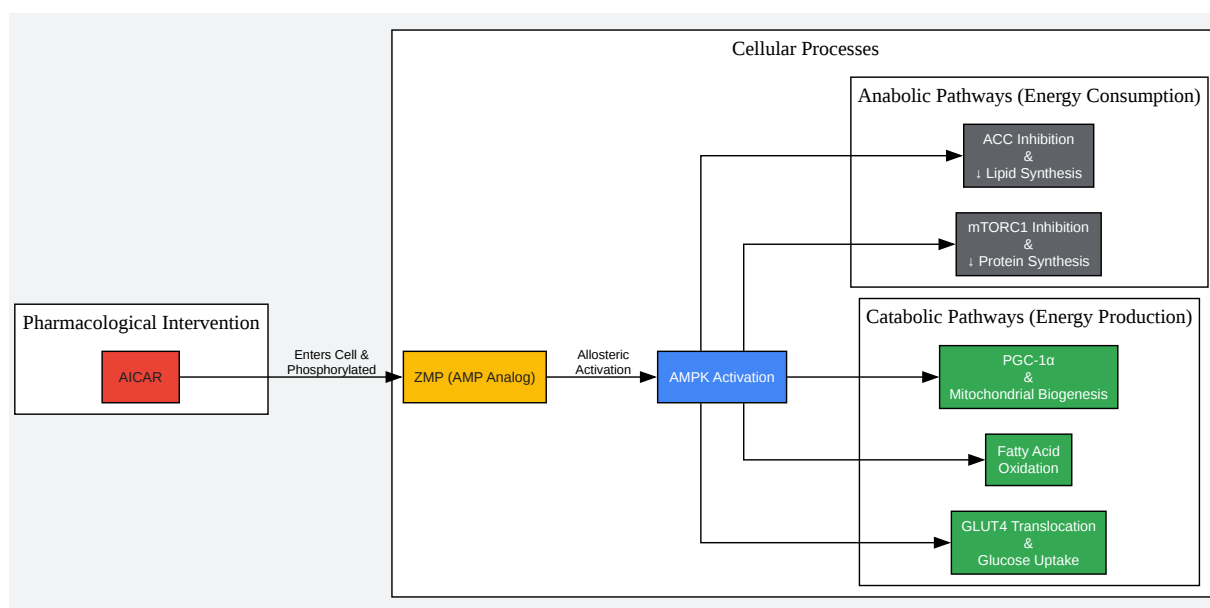 Cellular Processes
Anabolic Pathways (Energy Consumption)
ACC Inhibition
&
↓ Lipid Synthesis
mTORC1 Inhibition
&
↓ Protein Synthesis
Pharmacological Intervention
AICAR
Enters Cell &
Phosphorylated
ZMP (AMP Analog)
Allosteric
Activation
AMPK Activation
Catabolic Pathways (Energy Production)
PGC-1α
&
Mitochondrial Biogenesis
Fatty Acid
Oxidation
GLUT4 Translocation
&
Glucose Uptake